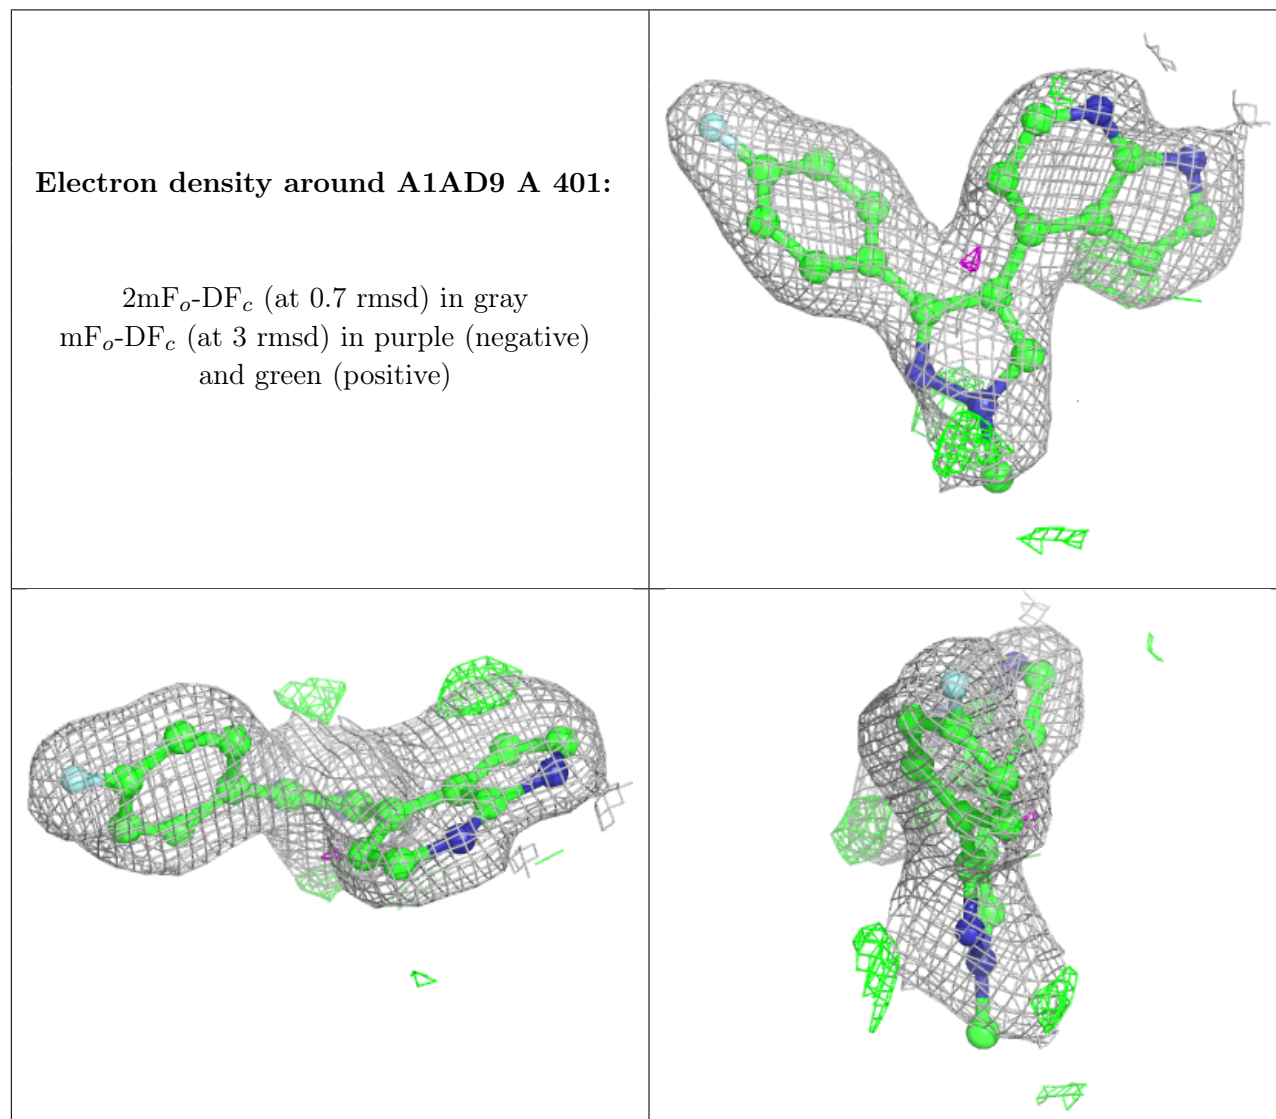 Electron density around A1AD9 A 401:
2mFo-DFc (at 0.7 rmsd) in gray
mFo-DFc (at 3 rmsd) in purple (negative)
and green (positive)